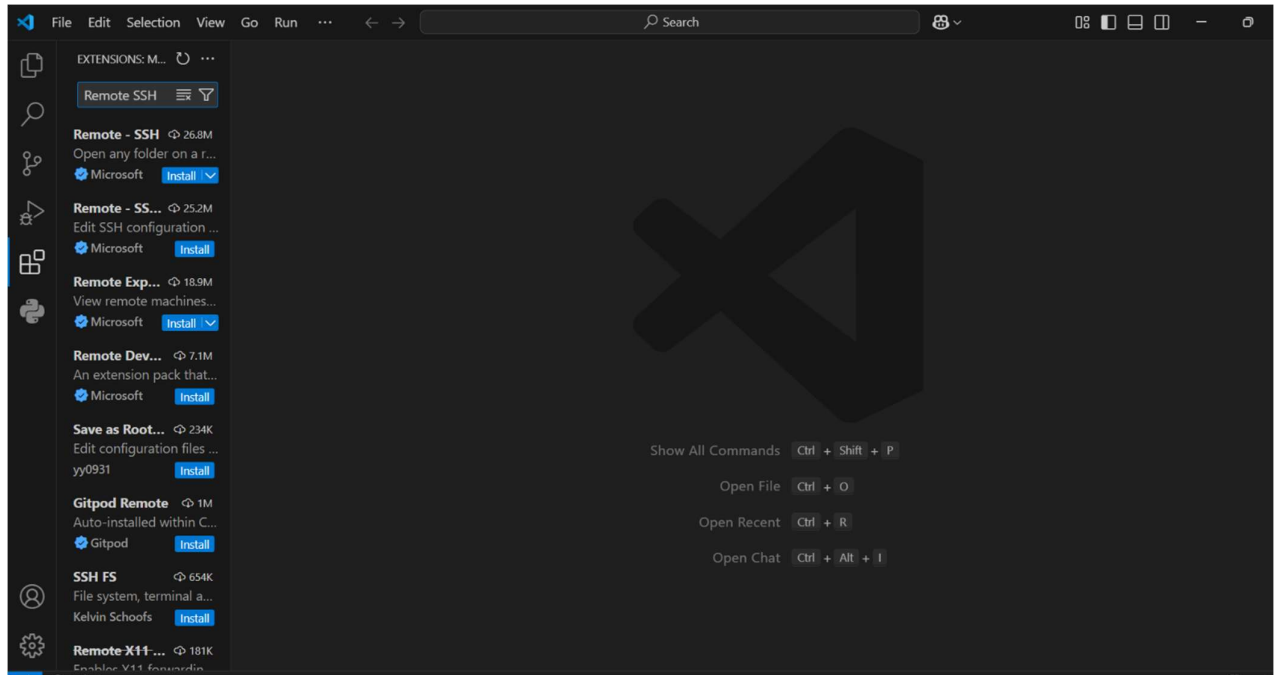 File Edit Selection View Go Run ··· Search
EXTENSIONS: M... ···
Remote SSH
Remote - SSH 26.8M
Open any folder on a r...
Microsoft Install
Remote - SS... 25.2M
Edit SSH configuration ...
Microsoft Install
Remote Exp... 18.9M
View remote machines...
Microsoft Install
Remote Dev... 7.1M
An extension pack that...
Microsoft Install
Save as Root... 234K
Edit configuration files ...
yy0931 Install
Gitpod Remote 1M
Auto-installed within C...
Gitpod Install
SSH FS 654K
File system, terminal a...
Kelvin Schoofs Install
Remote X11 ... 181K
Enables X11 forwardin
Show All Commands Ctrl + Shift + P
Open File Ctrl + O
Open Recent Ctrl + R
Open Chat Ctrl + Alt + I